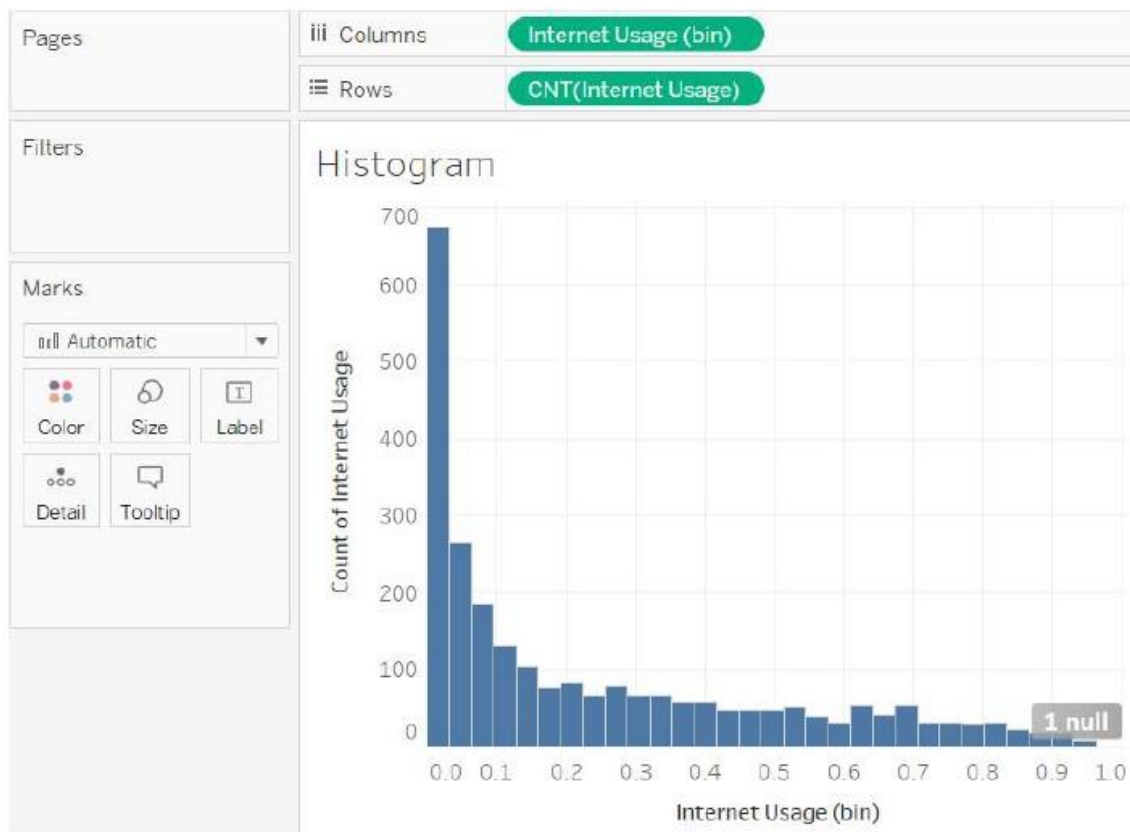 Pages
Columns Internet Usage (bin)
Rows CNT(Internet Usage)
Filters
Histogram
Marks
Automatic
Color Size Label
Detail Tooltip
Count of Internet Usage
700
600
500
400
300
200
100
0
0.0 0.1 0.2 0.3 0.4 0.5 0.6 0.7 0.8 0.9 1.0
Internet Usage (bin)
1 null